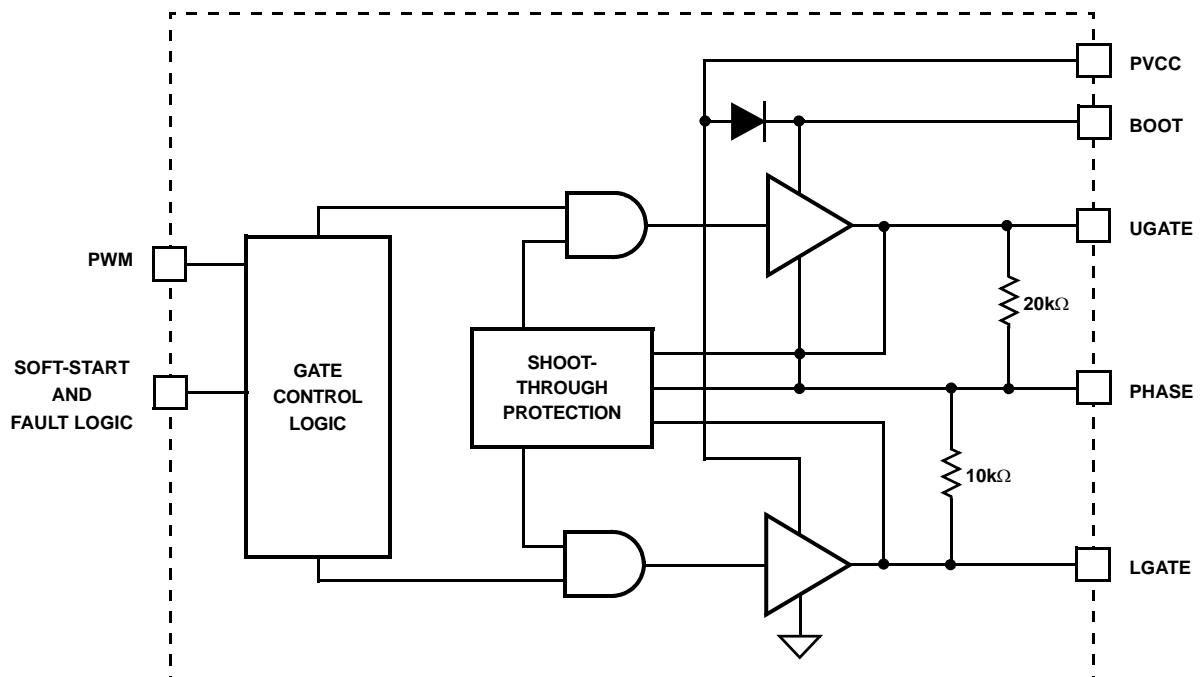 PVCC
BOOT
UGATE
PWM
20kΩ
SOFT-START
AND
FAULT LOGIC
GATE
CONTROL
LOGIC
SHOOT-
THROUGH
PROTECTION
PHASE
10kΩ
LGATE